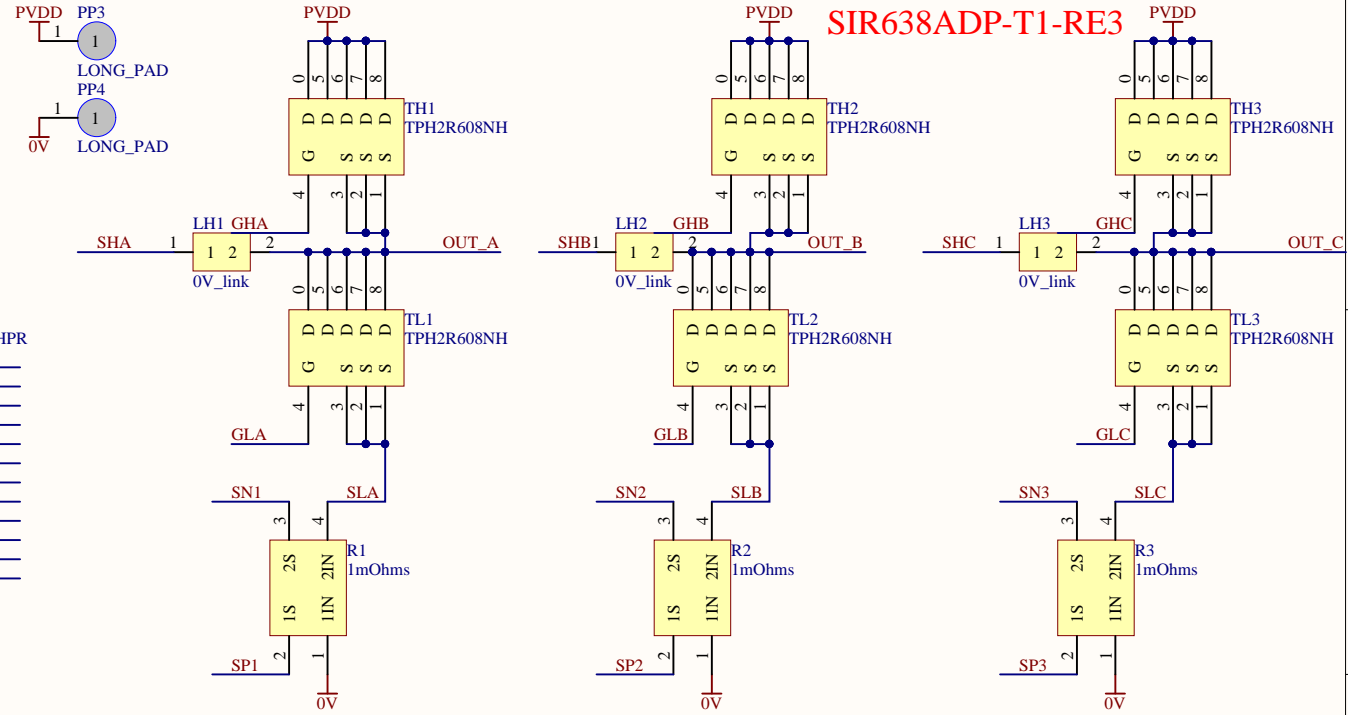 PVDD PP3 PVDD PVDD SIR638ADP-T1-RE3 PVDD
1 1
LONG_PAD
PP4
1 1
0V LONG_PAD
0 5 6 7 8 0 5 6 7 8 0 5 6 7 8
TH1 TH2 TH3
TPH2R608NH TPH2R608NH TPH2R608NH
D D D D D D D D D D D D D D D
G S S S G S S S G S S S
4 3 2 1 4 3 2 1 4 3 2 1
LH1 GHA LH2 GHB LH3 GHC
SHA 1 1 2 2 OUT_A SHB 1 1 2 2 OUT_B SHC 1 1 2 2 OUT_C
0V_link 0V_link 0V_link
0 5 6 7 8 0 5 6 7 8 0 5 6 7 8
TL1 TL2 TL3
HPR TPH2R608NH TPH2R608NH TPH2R608NH
D D D D D D D D D D D D D D D
G S S S G S S S G S S S
4 3 2 1 4 3 2 1 4 3 2 1
GLA GLB GLC
SN1 SLA SN2 SLB SN3 SLC
3 4 3 4 3 4
R1 R2 R3
1mOhms 1mOhms 1mOhms
2S 2IN 2S 2IN 2S 2IN
1S 1IN 1S 1IN 1S 1IN
2 1 2 1 2 1
SP1 SP2 SP3
0V 0V 0V